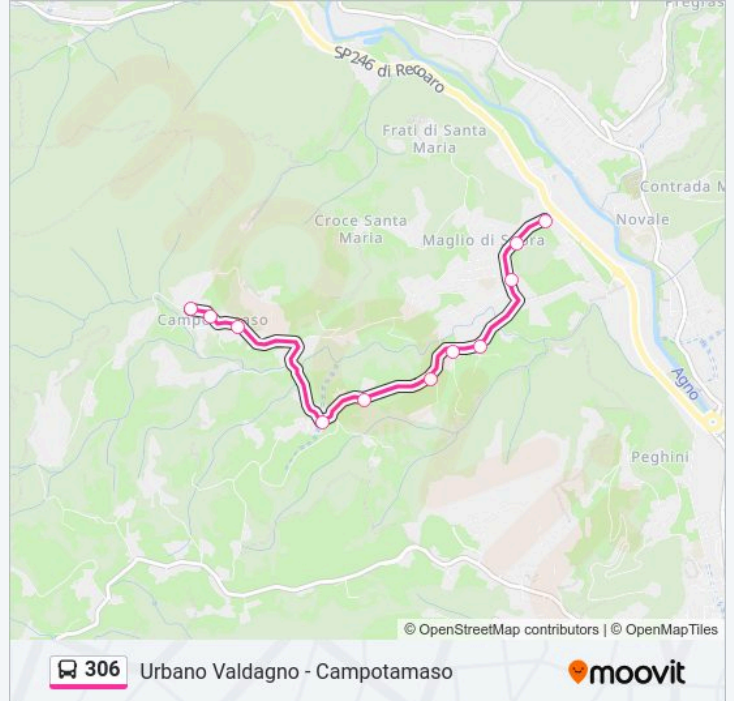 SP246 di Recoaro
Frati di Santa
Maria
Contrada M
Croce Santa
Maria
Novale
Maglio di Sopra
Campotamaso
Agno
Peghini
© OpenStreetMap contributors | © OpenMapTiles
306 Urbano Valdagno - Campotamaso
moovit